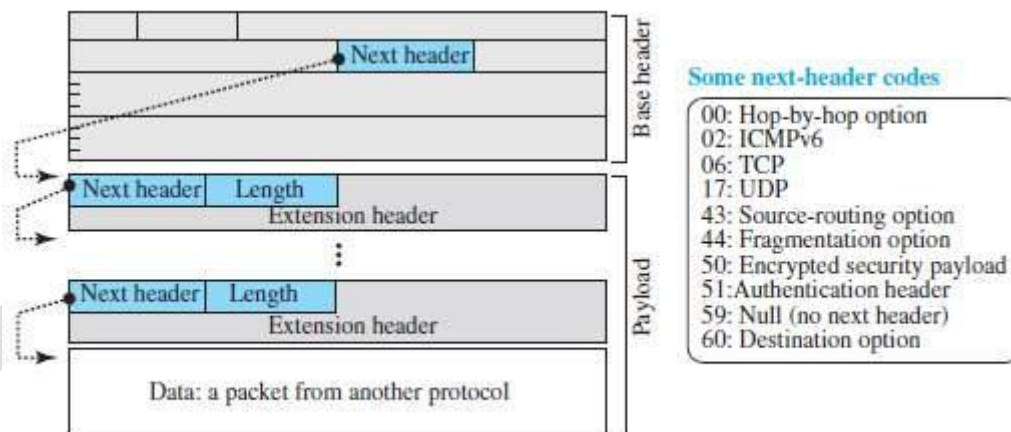 Next header
Base header
Next header
Length
Extension header
Next header
Length
Extension header
Data: a packet from another protocol
Payload
Some next-header codes
00: Hop-by-hop option
02: ICMPv6
06: TCP
17: UDP
43: Source-routing option
44: Fragmentation option
50: Encrypted security payload
51:Authentication header
59: Null (no next header)
60: Destination option